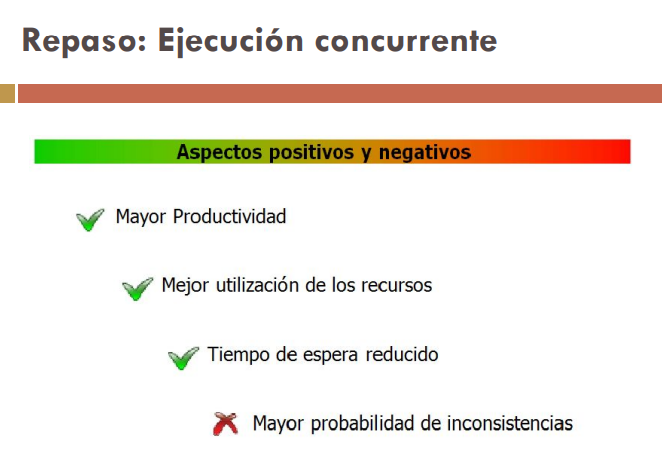 Repaso: Ejecución concurrente
Aspectos positivos y negativos
Mayor Productividad
Mejor utilización de los recursos
Tiempo de espera reducido
Mayor probabilidad de inconsistencias